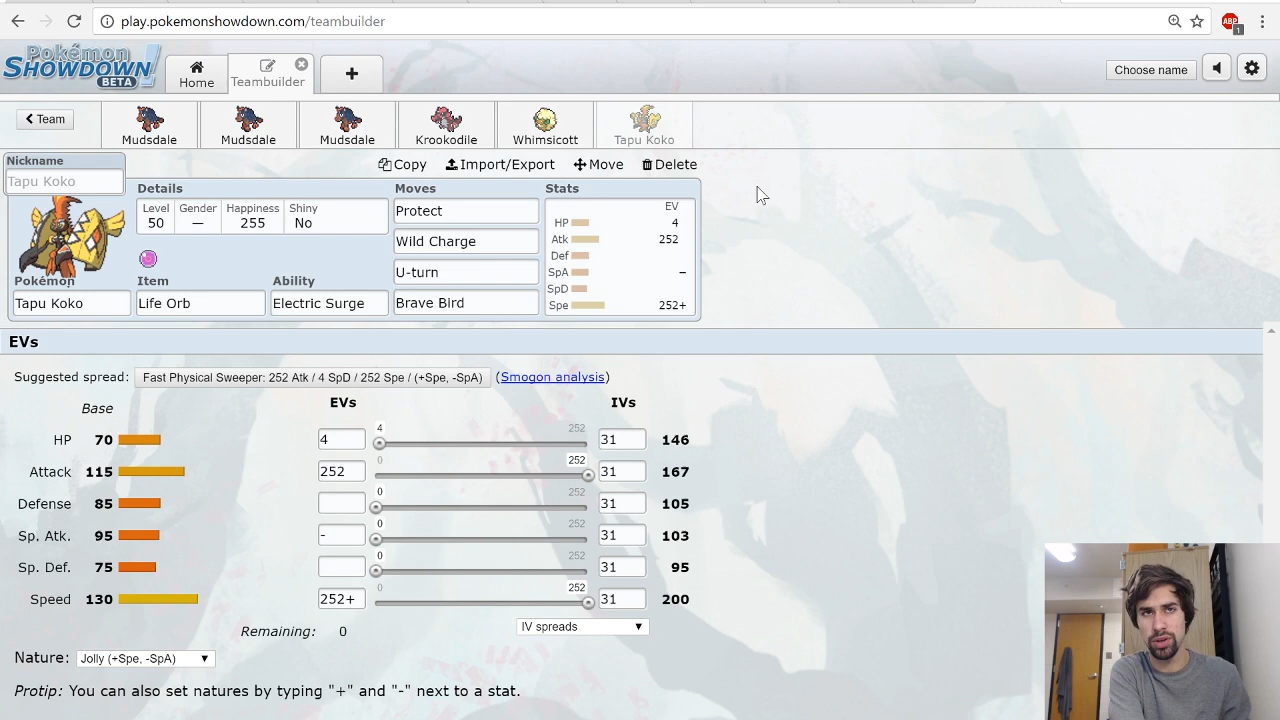 play.pokemonshowdown.com/teambuilder
ABP
1
Pokémon
SHOWDOWN!
BETA
Home
Teambuilder
+
Choose name
< Team
Mudsdale
Mudsdale
Mudsdale
Krookodile
Whimsicott
Tapu Koko
Nickname
Tapu Koko
Copy
Import/Export
Move
Delete
Details
Level
50
Gender
—
Happiness
255
Shiny
No
Pokémon
Tapu Koko
Item
Life Orb
Ability
Electric Surge
Moves
Protect
Wild Charge
U-turn
Brave Bird
Stats
EV
HP 4
Atk 252
Def
SpA –
SpD
Spe 252+
EVs
Suggested spread: Fast Physical Sweeper: 252 Atk / 4 SpD / 252 Spe / (+Spe, -SpA) (Smogon analysis)
Base EVs IVs
HP 70 4 4 252 31 146
Attack 115 252 0 252 31 167
Defense 85 0 252 31 105
Sp. Atk. 95 - 0 252 31 103
Sp. Def. 75 0 252 31 95
Speed 130 252+ 0 252 31 200
Remaining: 0 IV spreads
Nature: Jolly (+Spe, -SpA)
Protip: You can also set natures by typing "+" and "-" next to a stat.